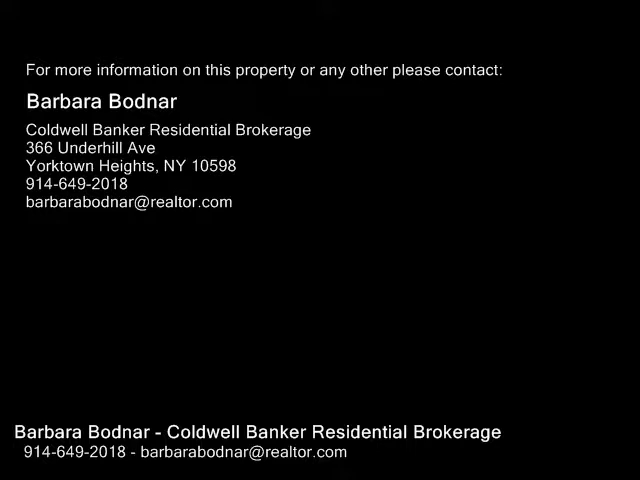 For more information on this property or any other please contact:
Barbara Bodnar
Coldwell Banker Residential Brokerage
366 Underhill Ave
Yorktown Heights, NY 10598
914-649-2018
barbarabodnar@realtor.com
Barbara Bodnar - Coldwell Banker Residential Brokerage
914-649-2018 - barbarabodnar@realtor.com